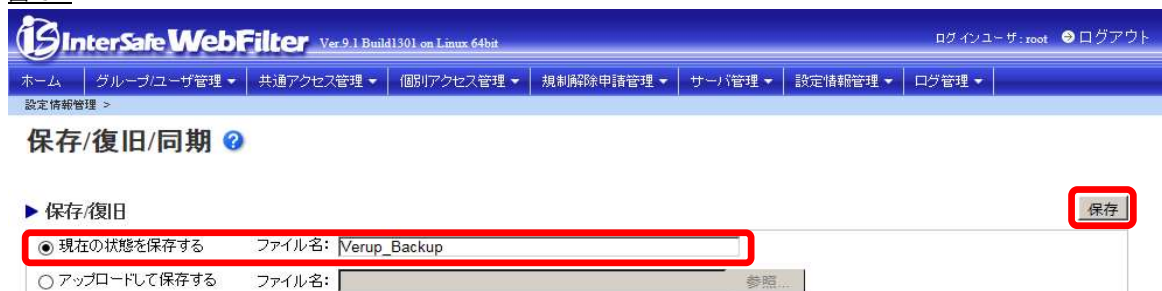 InterSafe WebFilter Ver.9.1 Build1301 on Linux 64bit ログインユーザ:root ログアウト
ホーム グループ/ユーザ管理▼ 共通アクセス管理▼ 個別アクセス管理▼ 規制解除申請管理▼ サーバ管理▼ 設定情報管理▼ ログ管理▼
設定情報管理 >
保存/復旧/同期 ?
▶ 保存/復旧 保存
現在の状態を保存する ファイル名: Verup_Backup
アップロードして保存する ファイル名: 参照...